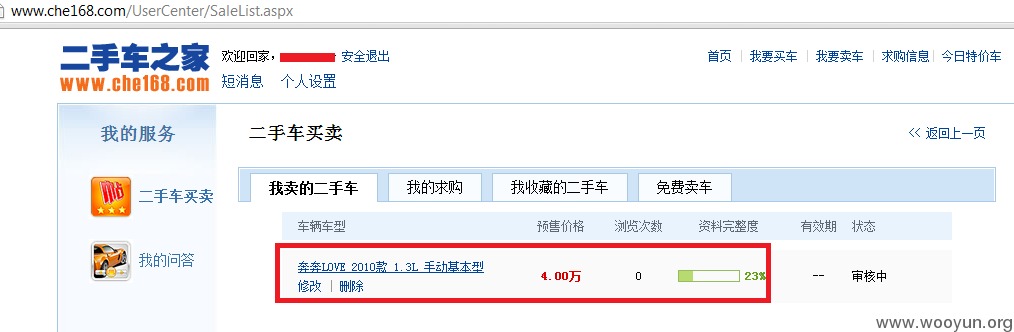 www.che168.com/UserCenter/SaleList.aspx
二手车之家
www.che168.com
欢迎回家, 安全退出
短消息 个人设置
首页 | 我要买车 | 我要卖车 | 求购信息 | 今日特价车
我的服务
二手车买卖
我的问答
二手车买卖
<< 返回上一页
我卖的二手车 我的求购 我收藏的二手车 免费卖车
车辆车型 预售价格 浏览次数 资料完整度 有效期 状态
奔奔LOVE 2010款 1.3L 手动基本型 4.00万 0 23% -- 审核中
修改 | 删除
www.wooyun.org